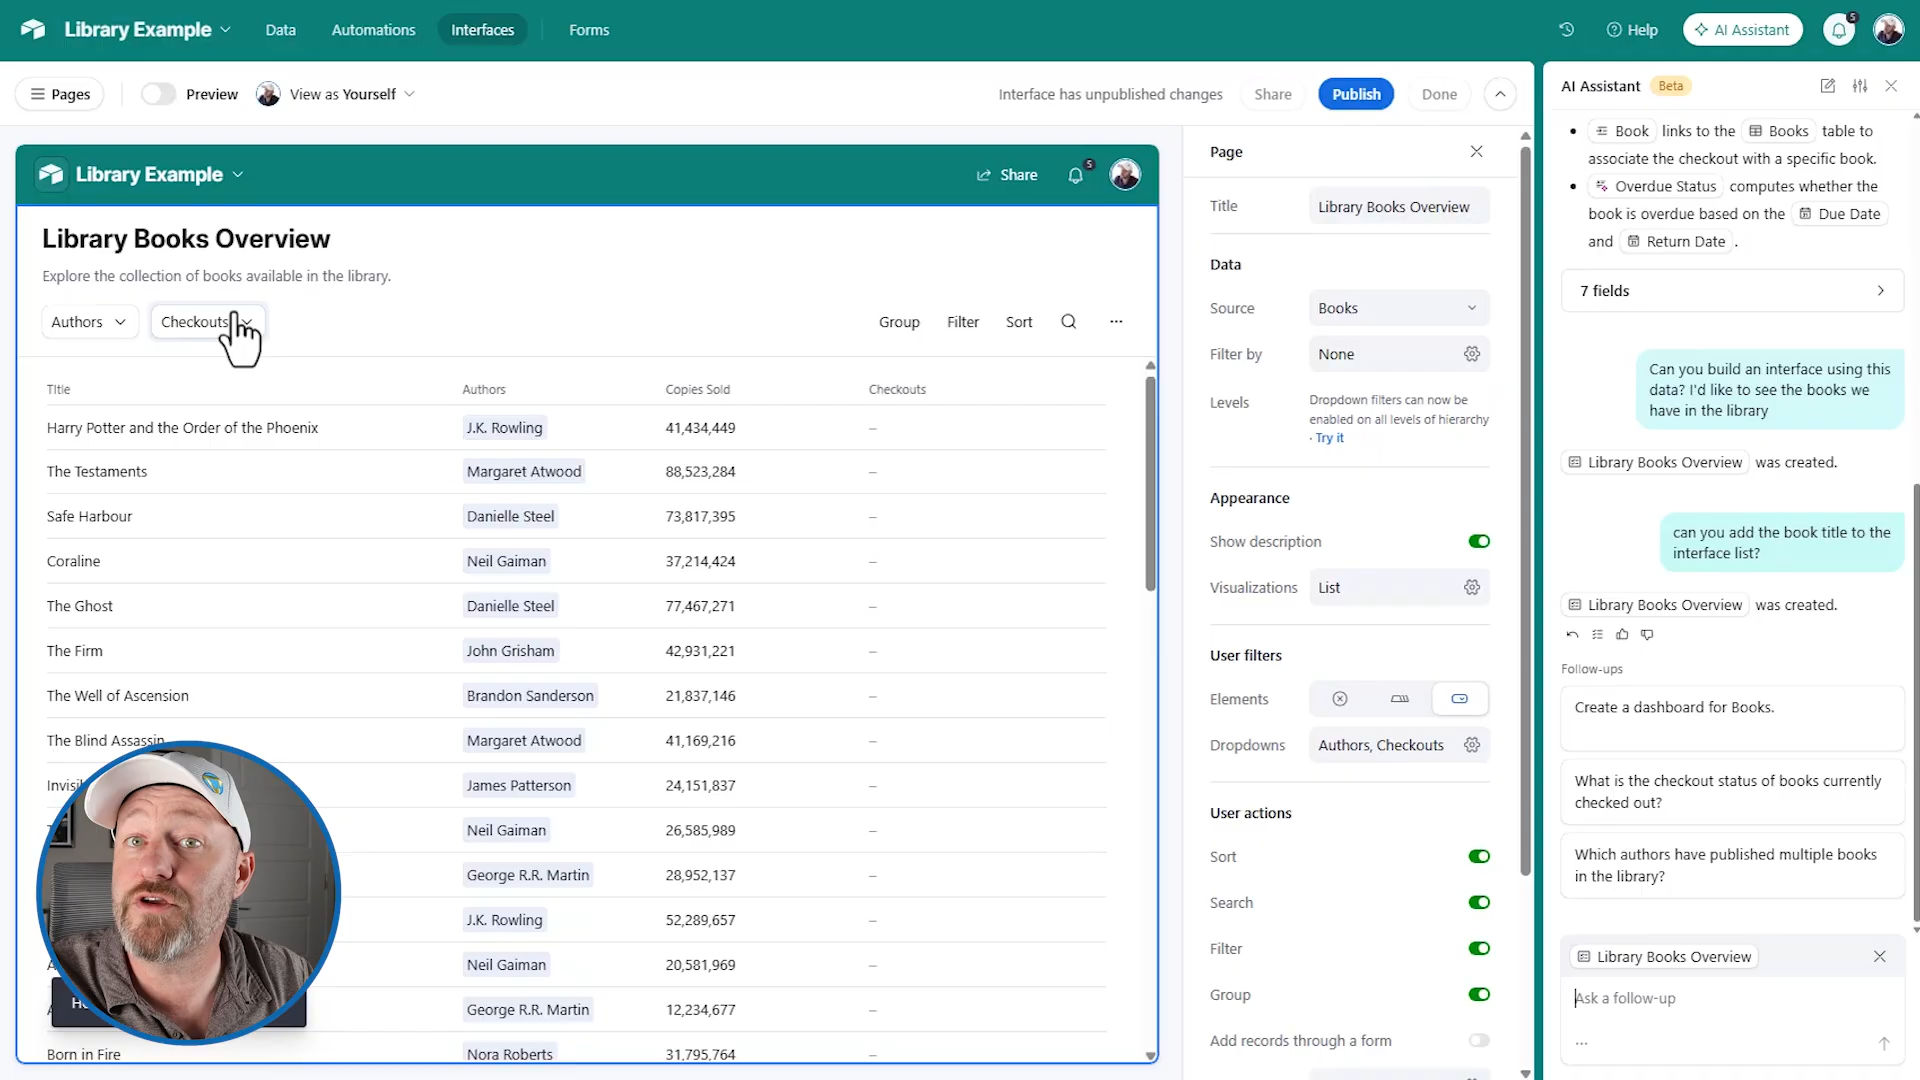 Library Example
Data
Automations
Interfaces
Forms
Help
AI Assistant
5
Pages
Preview
View as Yourself
Interface has unpublished changes
Share
Publish
Done
Library Example
Share
5
Library Books Overview
Explore the collection of books available in the library.
Authors
Checkouts
Group
Filter
Sort
...
Title Authors Copies Sold Checkouts
Harry Potter and the Order of the Phoenix J.K. Rowling 41,434,449 –
The Testaments Margaret Atwood 88,523,284 –
Safe Harbour Danielle Steel 73,817,395 –
Coraline Neil Gaiman 37,214,424 –
The Ghost Danielle Steel 77,467,271 –
The Firm John Grisham 42,931,221 –
The Well of Ascension Brandon Sanderson 21,837,146 –
The Blind Assassin Margaret Atwood 41,169,216 –
James Patterson 24,151,837 –
Neil Gaiman 26,585,989 –
George R.R. Martin 28,952,137 –
J.K. Rowling 52,289,657 –
Neil Gaiman 20,581,969 –
George R.R. Martin 12,234,677 –
Born in Fire Nora Roberts 31,795,764 –
Page
Title Library Books Overview
Data
Source Books
Filter by None
Levels Dropdown filters can now be
enabled on all levels of hierarchy
· Try it
Appearance
Show description
Visualizations List
User filters
Elements
Dropdowns Authors, Checkouts
User actions
Sort
Search
Filter
Group
Add records through a form
AI Assistant Beta
• Book links to the Books table to
associate the checkout with a specific book.
• Overdue Status computes whether the
book is overdue based on the Due Date
and Return Date .
7 fields
Can you build an interface using this
data? I'd like to see the books we
have in the library
Library Books Overview was created.
can you add the book title to the
interface list?
Library Books Overview was created.
Follow-ups
Create a dashboard for Books.
What is the checkout status of books currently
checked out?
Which authors have published multiple books
in the library?
Library Books Overview
Ask a follow-up
...